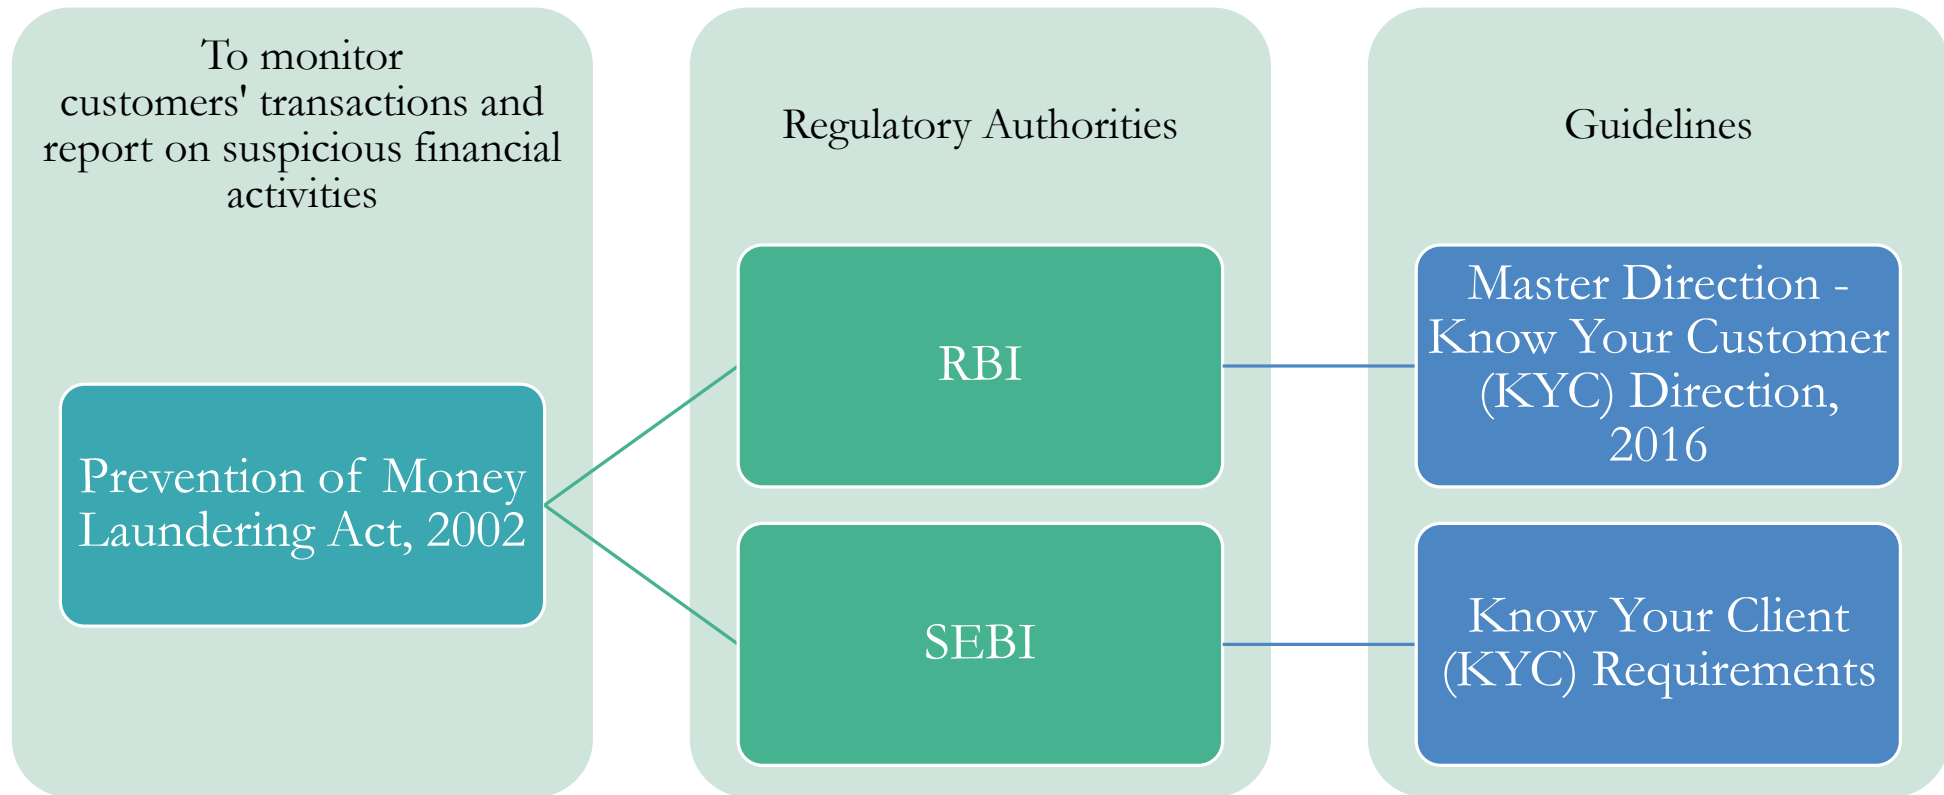 To monitor
customers' transactions and
report on suspicious financial
activities
Prevention of Money
Laundering Act, 2002
Regulatory Authorities
RBI
SEBI
Guidelines
Master Direction -
Know Your Customer
(KYC) Direction,
2016
Know Your Client
(KYC) Requirements